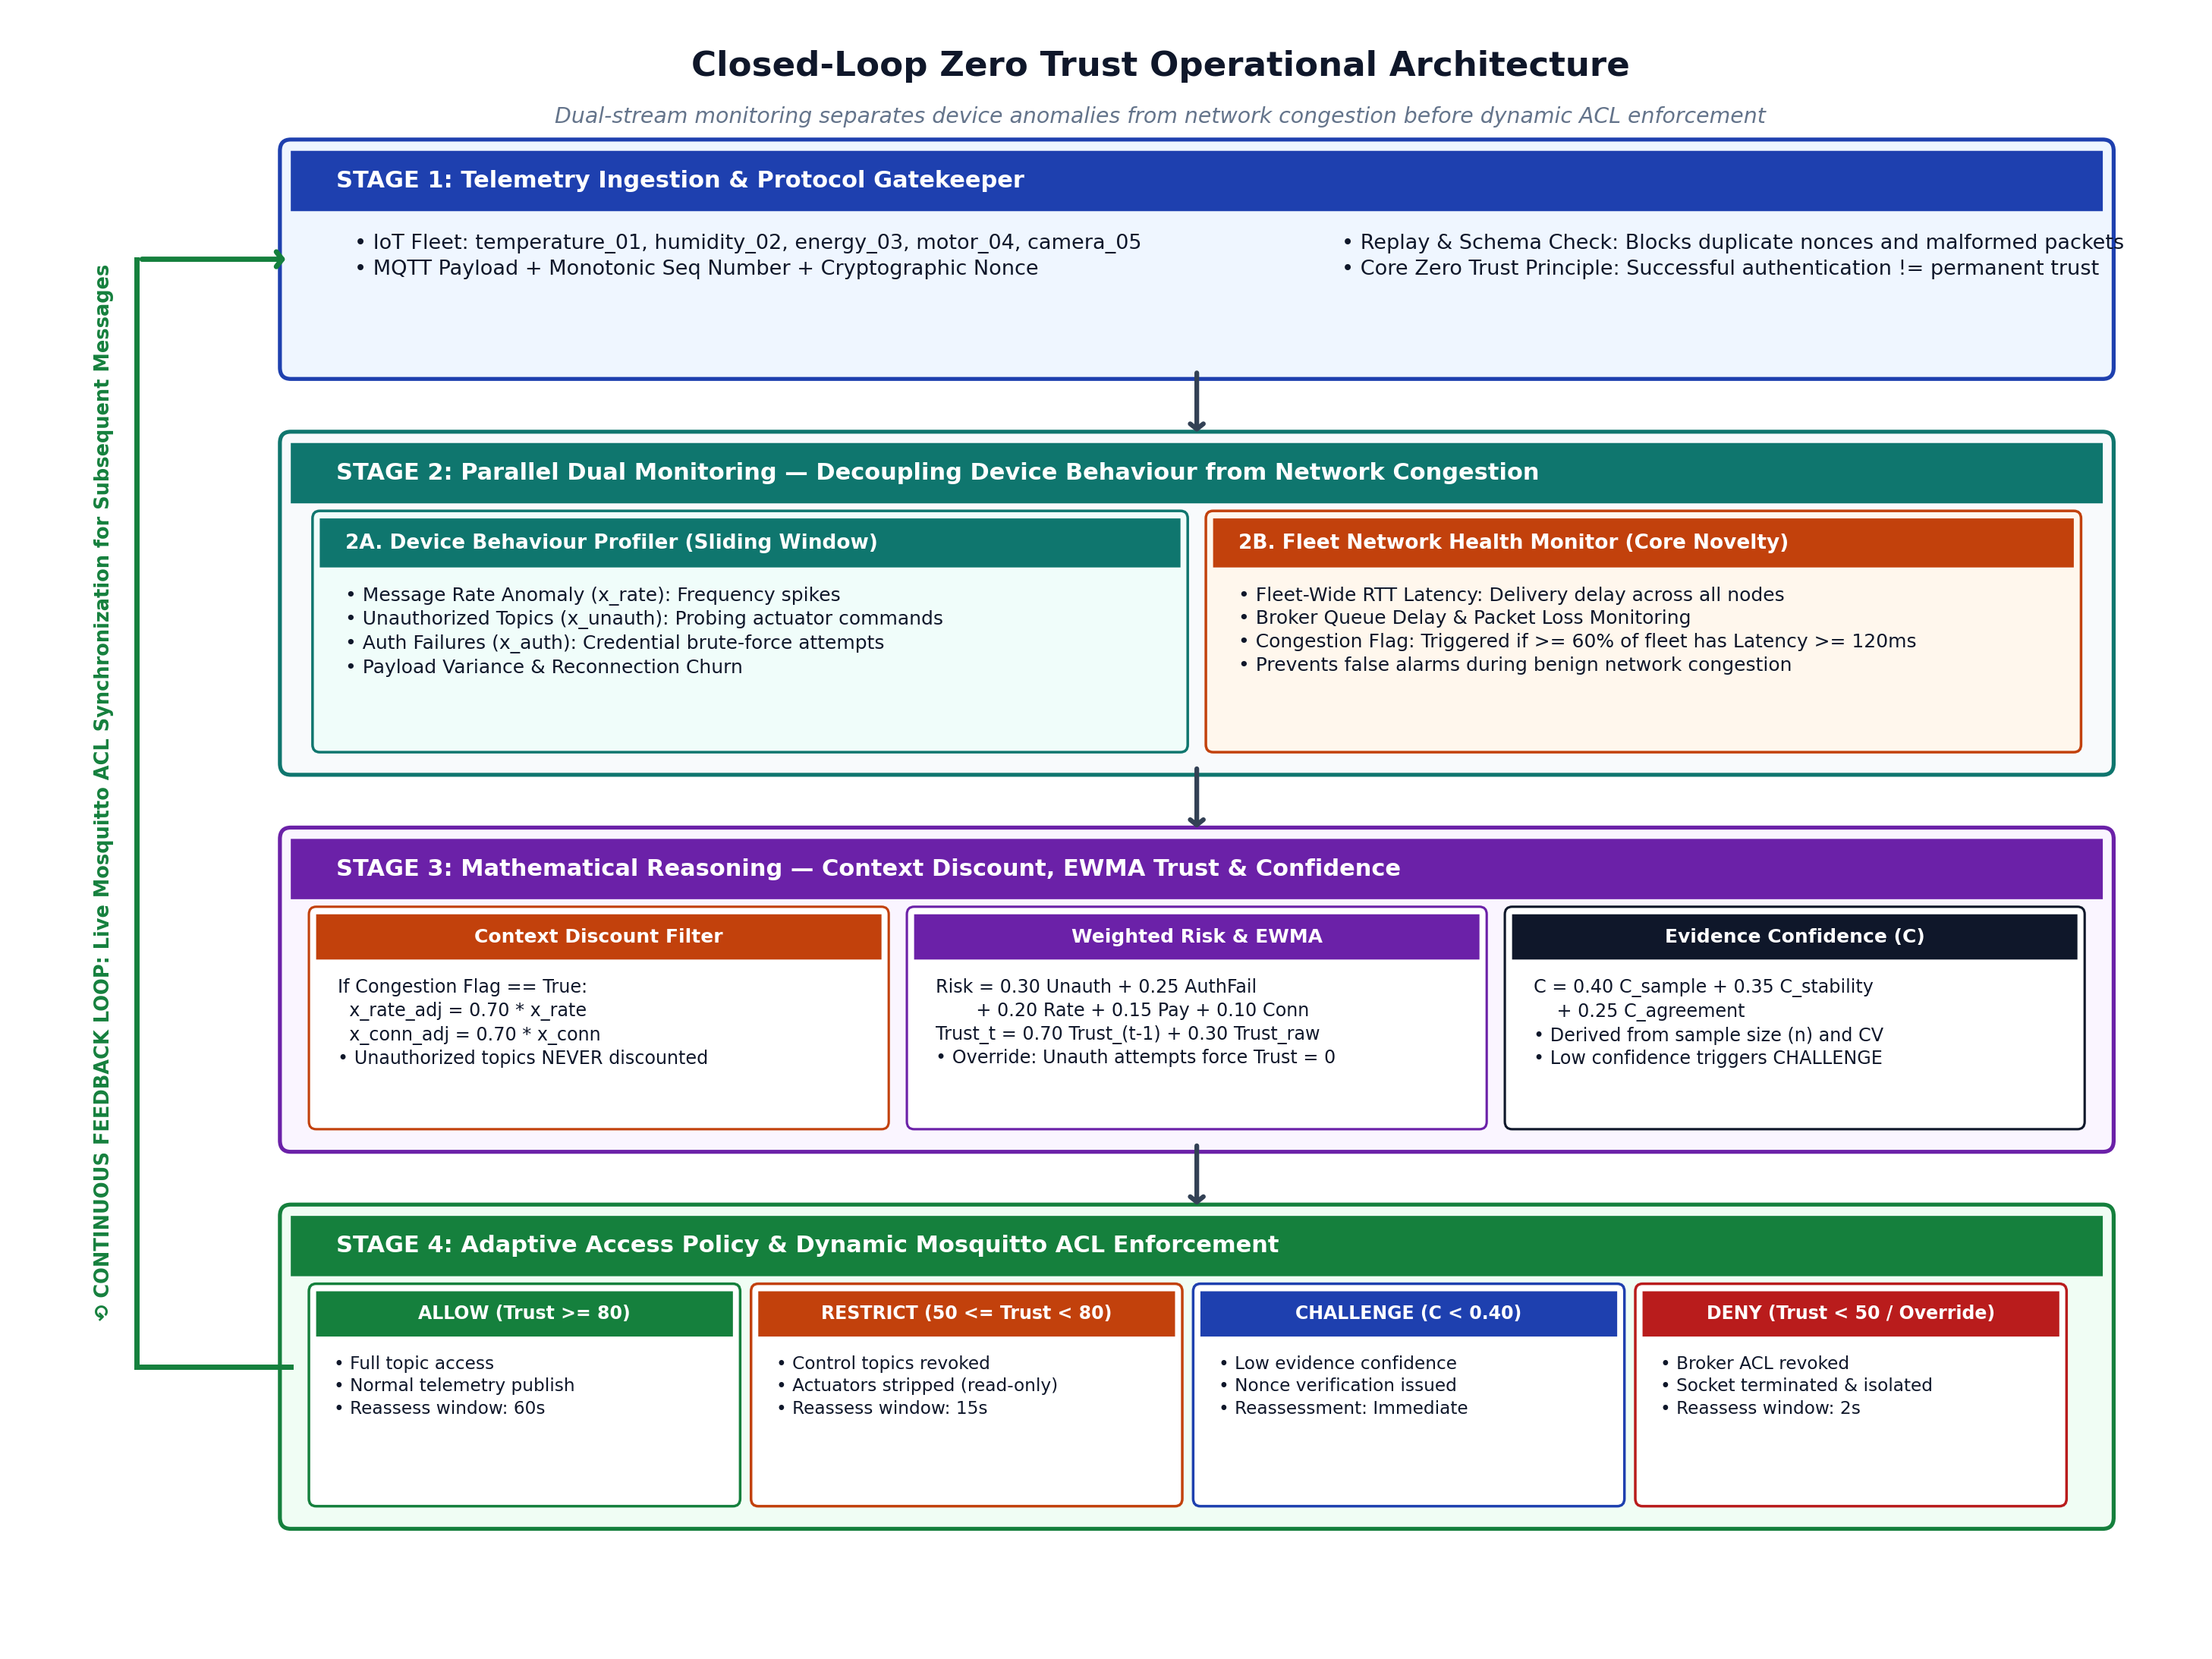 Closed-Loop Zero Trust Operational Architecture
Dual-stream monitoring separates device anomalies from network congestion before dynamic ACL enforcement
STAGE 1: Telemetry Ingestion & Protocol Gatekeeper
• IoT Fleet: temperature_01, humidity_02, energy_03, motor_04, camera_05
• MQTT Payload + Monotonic Seq Number + Cryptographic Nonce
• Replay & Schema Check: Blocks duplicate nonces and malformed packets
• Core Zero Trust Principle: Successful authentication != permanent trust
STAGE 2: Parallel Dual Monitoring — Decoupling Device Behaviour from Network Congestion
2A. Device Behaviour Profiler (Sliding Window)
• Message Rate Anomaly (x_rate): Frequency spikes
• Unauthorized Topics (x_unauth): Probing actuator commands
• Auth Failures (x_auth): Credential brute-force attempts
• Payload Variance & Reconnection Churn
2B. Fleet Network Health Monitor (Core Novelty)
• Fleet-Wide RTT Latency: Delivery delay across all nodes
• Broker Queue Delay & Packet Loss Monitoring
• Congestion Flag: Triggered if >= 60% of fleet has Latency >= 120ms
• Prevents false alarms during benign network congestion
STAGE 3: Mathematical Reasoning — Context Discount, EWMA Trust & Confidence
Context Discount Filter
If Congestion Flag == True:
x_rate_adj = 0.70 * x_rate
x_conn_adj = 0.70 * x_conn
• Unauthorized topics NEVER discounted
Weighted Risk & EWMA
Risk = 0.30 Unauth + 0.25 AuthFail
+ 0.20 Rate + 0.15 Pay + 0.10 Conn
Trust_t = 0.70 Trust_(t-1) + 0.30 Trust_raw
• Override: Unauth attempts force Trust = 0
Evidence Confidence (C)
C = 0.40 C_sample + 0.35 C_stability
+ 0.25 C_agreement
• Derived from sample size (n) and CV
• Low confidence triggers CHALLENGE
STAGE 4: Adaptive Access Policy & Dynamic Mosquitto ACL Enforcement
ALLOW (Trust >= 80)
• Full topic access
• Normal telemetry publish
• Reassess window: 60s
RESTRICT (50 <= Trust < 80)
• Control topics revoked
• Actuators stripped (read-only)
• Reassess window: 15s
CHALLENGE (C < 0.40)
• Low evidence confidence
• Nonce verification issued
• Reassessment: Immediate
DENY (Trust < 50 / Override)
• Broker ACL revoked
• Socket terminated & isolated
• Reassess window: 2s
⟲ CONTINUOUS FEEDBACK LOOP: Live Mosquitto ACL Synchronization for Subsequent Messages